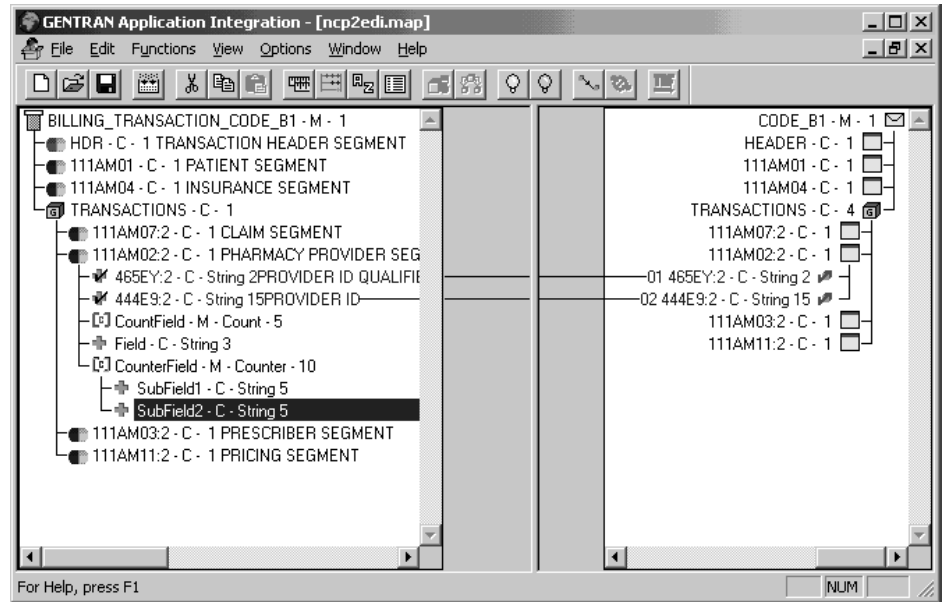 GENTRAN Application Integration - [ncp2edi.map]
File Edit Functions View Options Window Help
BILLING_TRANSACTION_CODE_B1 - M - 1
HDR - C - 1 TRANSACTION HEADER SEGMENT
111AM01 - C - 1 PATIENT SEGMENT
111AM04 - C - 1 INSURANCE SEGMENT
TRANSACTIONS - C - 1
111AM07:2 - C - 1 CLAIM SEGMENT
111AM02:2 - C - 1 PHARMACY PROVIDER SEG
465EY:2 - C - String 2PROVIDER ID QUALIFIE
444E9:2 - C - String 15PROVIDER ID
CountField - M - Count - 5
Field - C - String 3
CounterField - M - Counter - 10
SubField1 - C - String 5
SubField2 - C - String 5
111AM03:2 - C - 1 PRESCRIBER SEGMENT
111AM11:2 - C - 1 PRICING SEGMENT
CODE_B1 - M - 1
HEADER - C - 1
111AM01 - C - 1
111AM04 - C - 1
TRANSACTIONS - C - 4
111AM07:2 - C - 1
111AM02:2 - C - 1
01 465EY:2 - C - String 2
02 444E9:2 - C - String 15
111AM03:2 - C - 1
111AM11:2 - C - 1
For Help, press F1
NUM